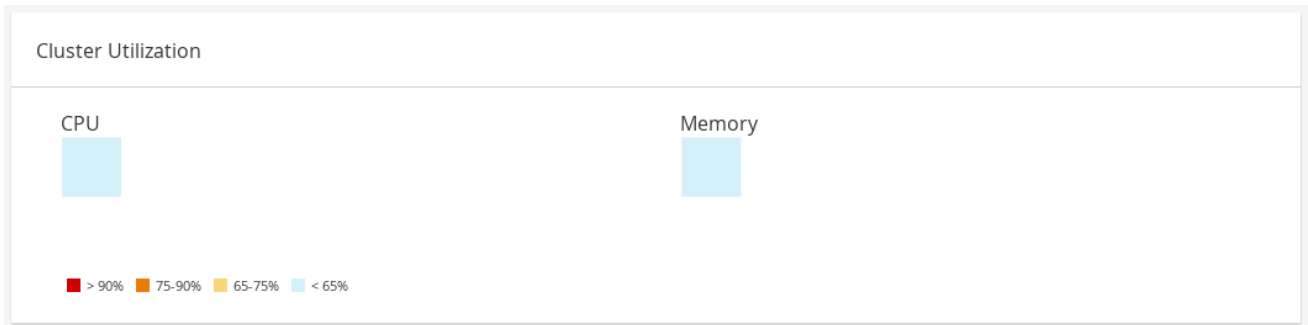 Cluster Utilization
CPU
Memory
> 90% 75-90% 65-75% < 65%